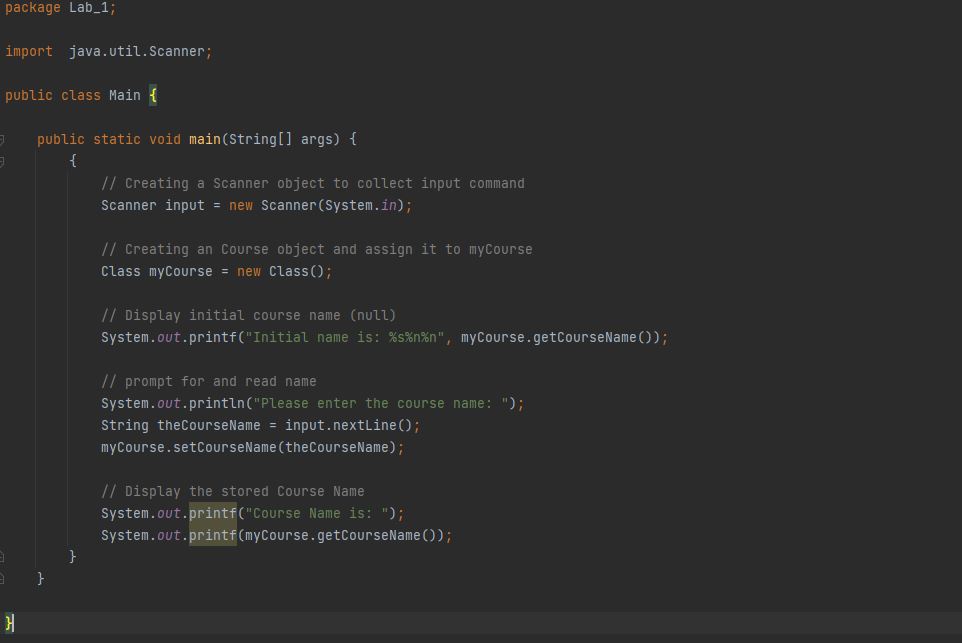 package Lab_1;
import  java.util.Scanner;
public class Main {
public static void main(String[] args) {
{
// Creating a Scanner object to collect input command
Scanner input = new Scanner(System.in);
// Creating an Course object and assign it to myCourse
Class myCourse = new Class();
// Display initial course name (null)
System.out.printf("Initial name is: %s%n%n", myCourse.getCourseName());
// prompt for and read name
System.out.println("Please enter the course name: ");
String theCourseName = input.nextLine();
myCourse.setCourseName(theCourseName);
// Display the stored Course Name
System.out.printf("Course Name is: ");
System.out.printf(myCourse.getCourseName());
}
}
}